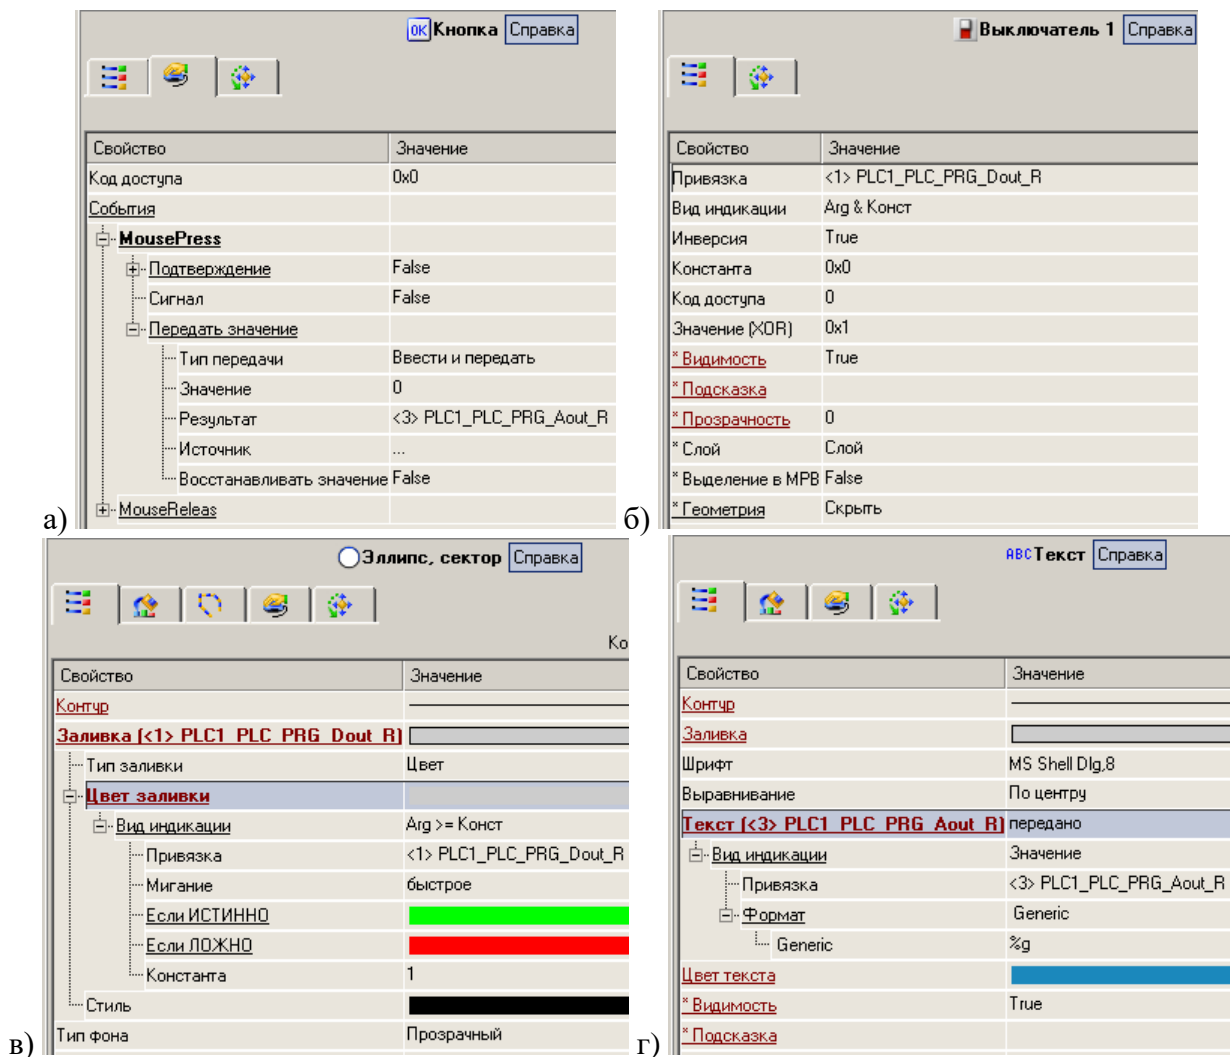 OK Кнопка Справка
Свойство Значение
Код доступа 0x0
События
MousePress
Подтверждение False
Сигнал False
Передать значение
Тип передачи Ввести и передать
Значение 0
Результат <3> PLC1_PLC_PRG_Aout_R
Источник ...
Восстанавливать значение False
MouseReleas
а)
Выключатель 1 Справка
Свойство Значение
Привязка <1> PLC1_PLC_PRG_Dout_R
Вид индикации Arg & Конст
Инверсия True
Константа 0x0
Код доступа 0
Значение (XOR) 0x1
* Видимость True
* Подсказка
* Прозрачность 0
* Слой Слой
* Выделение в МРВ False
* Геометрия Скрыть
б)
Эллипс, сектор Справка
Ко
Свойство Значение
Контур
Заливка (<1> PLC1_PLC_PRG_Dout_R)
Тип заливки Цвет
Цвет заливки
Вид индикации Arg >= Конст
Привязка <1> PLC1_PLC_PRG_Dout_R
Мигание быстрое
Если ИСТИННО
Если ЛОЖНО
Константа 1
Стиль
Тип фона Прозрачный
в)
ABC Текст Справка
Свойство Значение
Контур
Заливка
Шрифт MS Shell Dlg,8
Выравнивание По центру
Текст (<3> PLC1_PLC_PRG_Aout_R) передано
Вид индикации Значение
Привязка <3> PLC1_PLC_PRG_Aout_R
Формат Generic
Generic %g
Цвет текста
* Видимость True
* Подсказка
г)